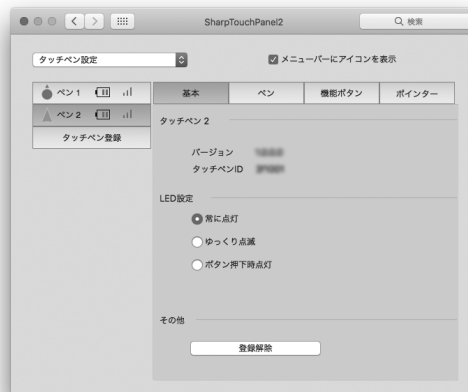 SharpTouchPanel2
検索
タッチペン設定
メニューバーにアイコンを表示
ペン 1
ペン 2
タッチペン登録
基本
ペン
機能ボタン
ポインター
タッチペン 2
バージョン
タッチペンID
LED設定
常に点灯
ゆっくり点滅
ボタン押下時点灯
その他
登録解除